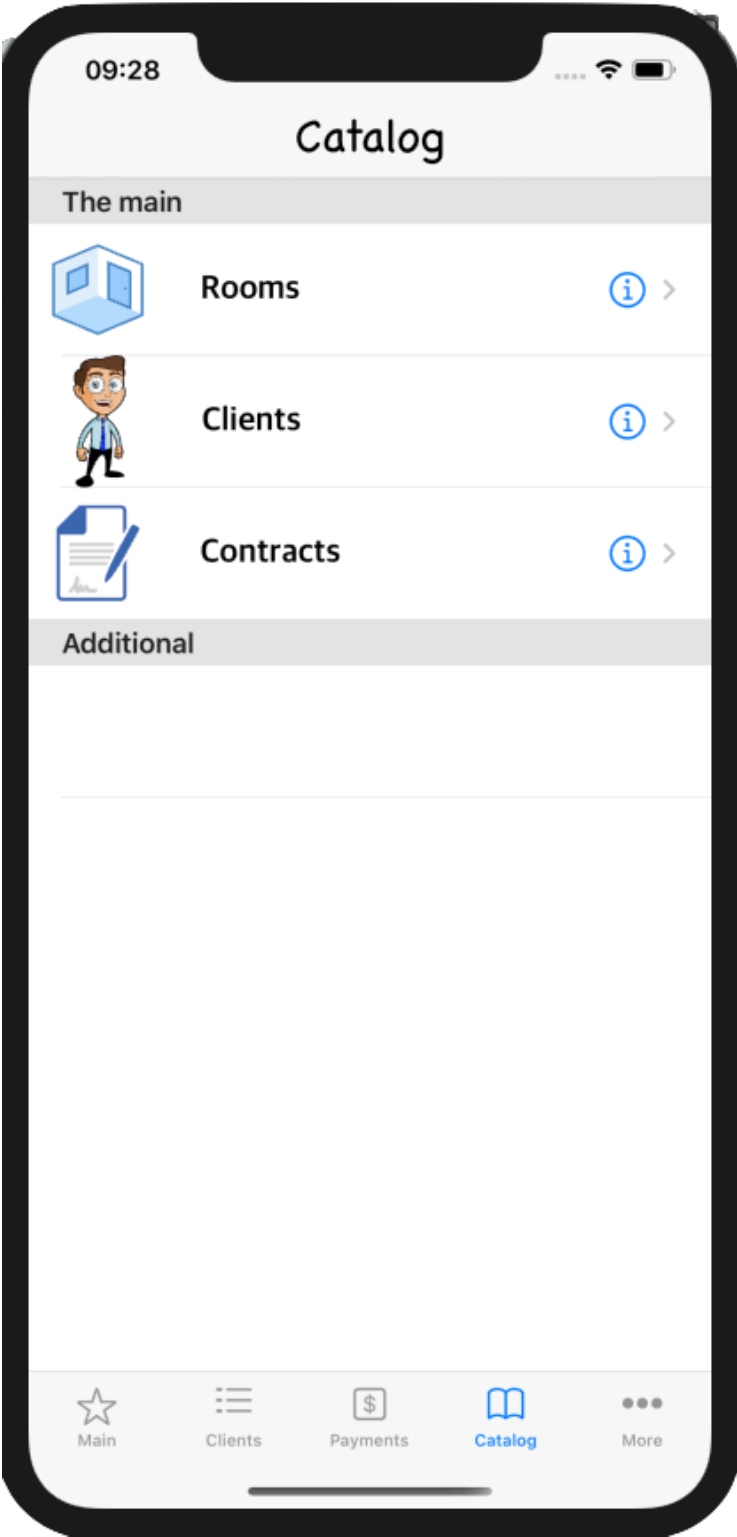 09:28
Catalog
The main
Rooms
Clients
Contracts
Additional
Main
Clients
Payments
Catalog
More